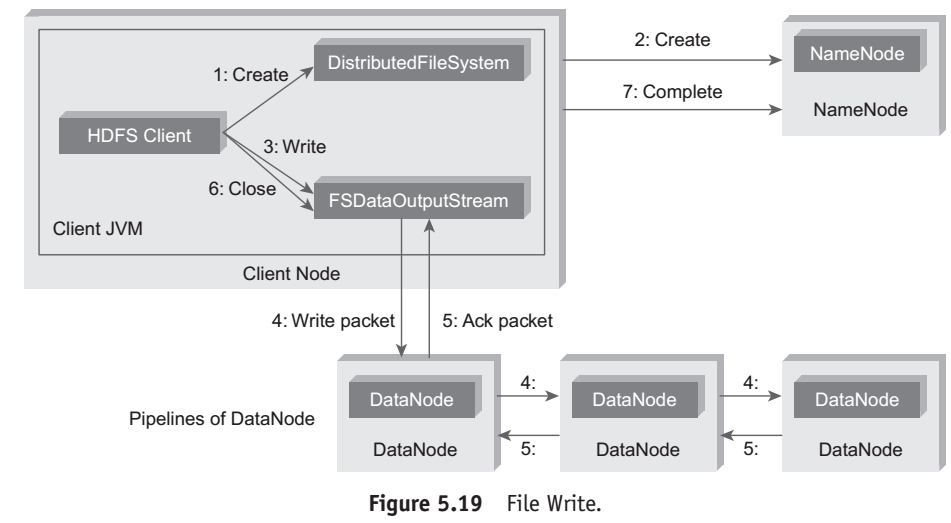 2: Create
NameNode
DistributedFileSystem
1: Create
7: Complete
NameNode
HDFS Client
3: Write
6: Close
FSDataOutputStream
Client JVM
Client Node
4: Write packet
5: Ack packet
4:
4:
DataNode
DataNode
DataNode
Pipelines of DataNode
DataNode
5:
DataNode
5:
DataNode
Figure 5.19 File Write.